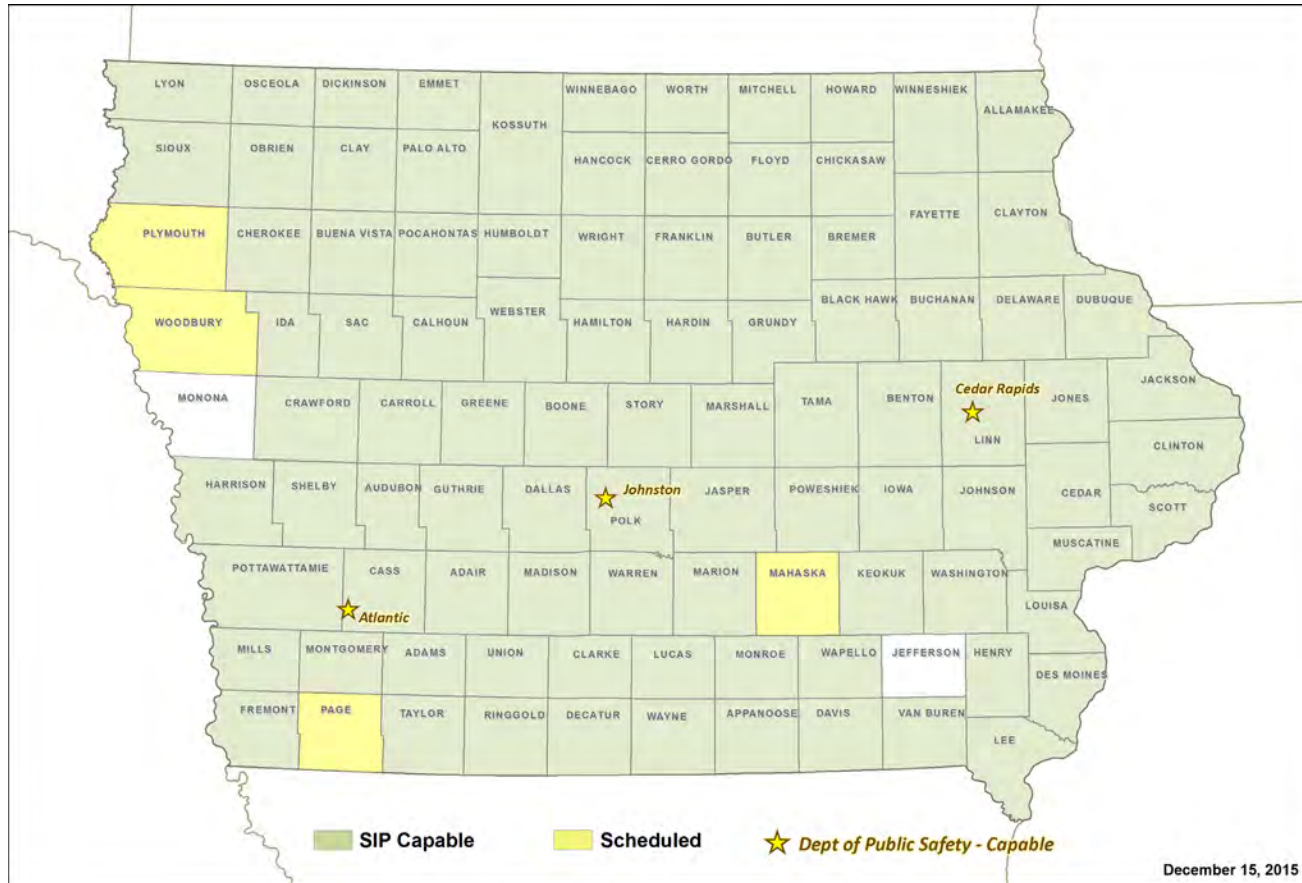 LYON OSCEOLA DICKINSON EMMET KOSSUTH WINNEBAGO WORTH MITCHELL HOWARD WINNESHIEK ALLAMAKEE
SIOUX OBRIEN CLAY PALO ALTO HANCOCK CERRO GORDO FLOYD CHICKASAW
PLYMOUTH CHEROKEE BUENA VISTA POCAHONTAS HUMBOLDT WRIGHT FRANKLIN BUTLER BREMER FAYETTE CLAYTON
WOODBURY IDA SAC CALHOUN WEBSTER HAMILTON HARDIN GRUNDY BLACK HAWK BUCHANAN DELAWARE DUBUQUE
MONONA CRAWFORD CARROLL GREENE BOONE STORY MARSHALL TAMA BENTON Cedar Rapids LINN JONES JACKSON
CLINTON
HARRISON SHELBY AUDUBON GUTHRIE DALLAS Johnston POLK JASPER POWESHIEK IOWA JOHNSON CEDAR SCOTT
MUSCATINE
POTTAWATTAMIE CASS ADAIR MADISON WARREN MARION MAHASKA KEOKUK WASHINGTON LOUISA
Atlantic
MILLS MONTGOMERY ADAMS UNION CLARKE LUCAS MONROE WAPELLO JEFFERSON HENRY DES MOINES
FREMONT PAGE TAYLOR RINGGOLD DECATUR WAYNE APPANOOSE DAVIS VAN BUREN LEE
SIP Capable Scheduled Dept of Public Safety - Capable
December 15, 2015